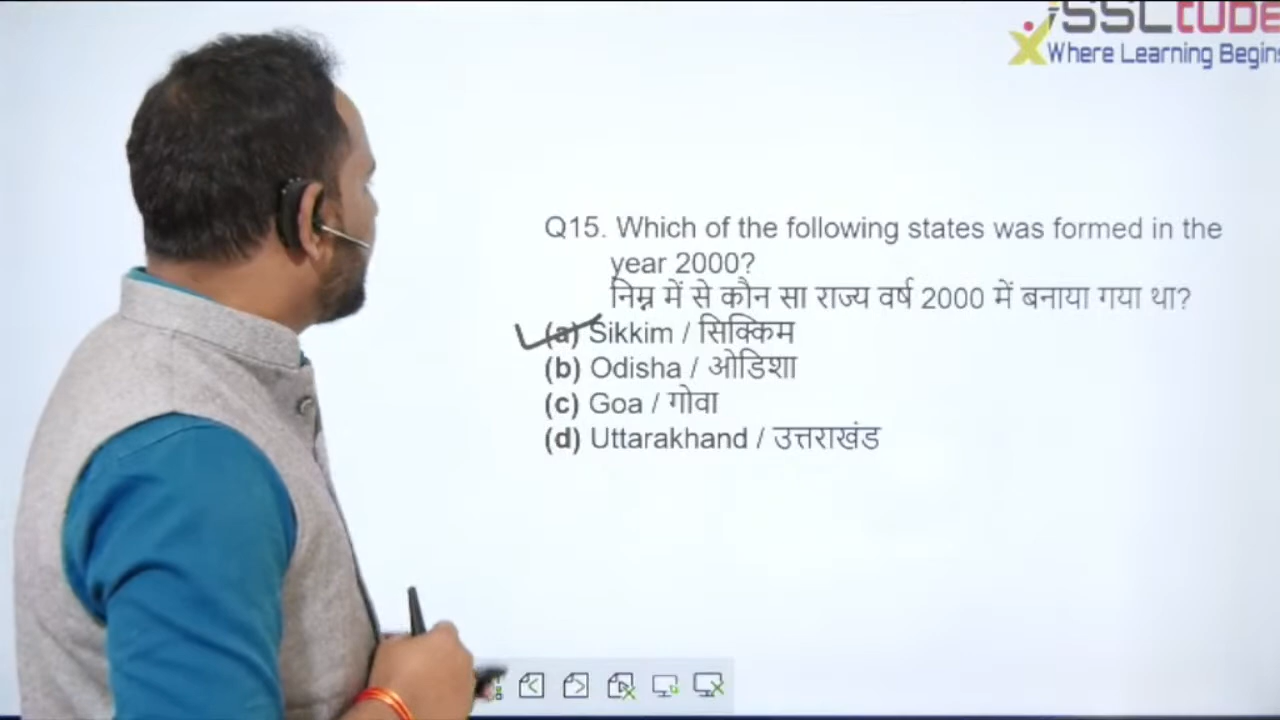 SSCtube
Where Learning Begins
Q15. Which of the following states was formed in the
year 2000?
निम्न में से कौन सा राज्य वर्ष 2000 में बनाया गया था?
(a) Sikkim / सिक्किम
(b) Odisha / ओडिशा
(c) Goa / गोवा
(d) Uttarakhand / उत्तराखंड